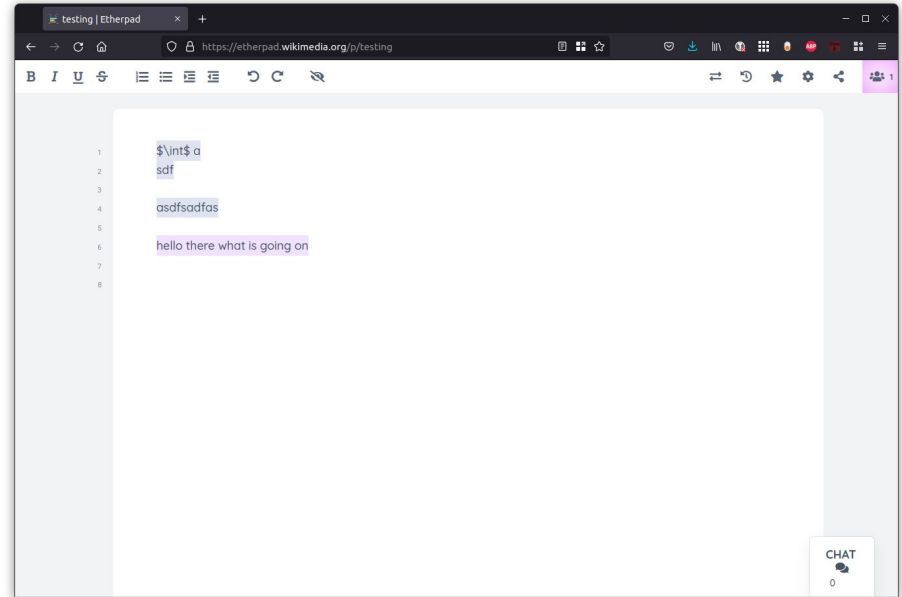 testing | Etherpad
https://etherpad.wikimedia.org/p/testing
B I U S
1
1 $\int$ a
2 sdf
3
4 asdfsadfas
5
6 hello there what is going on
7
8
CHAT
0